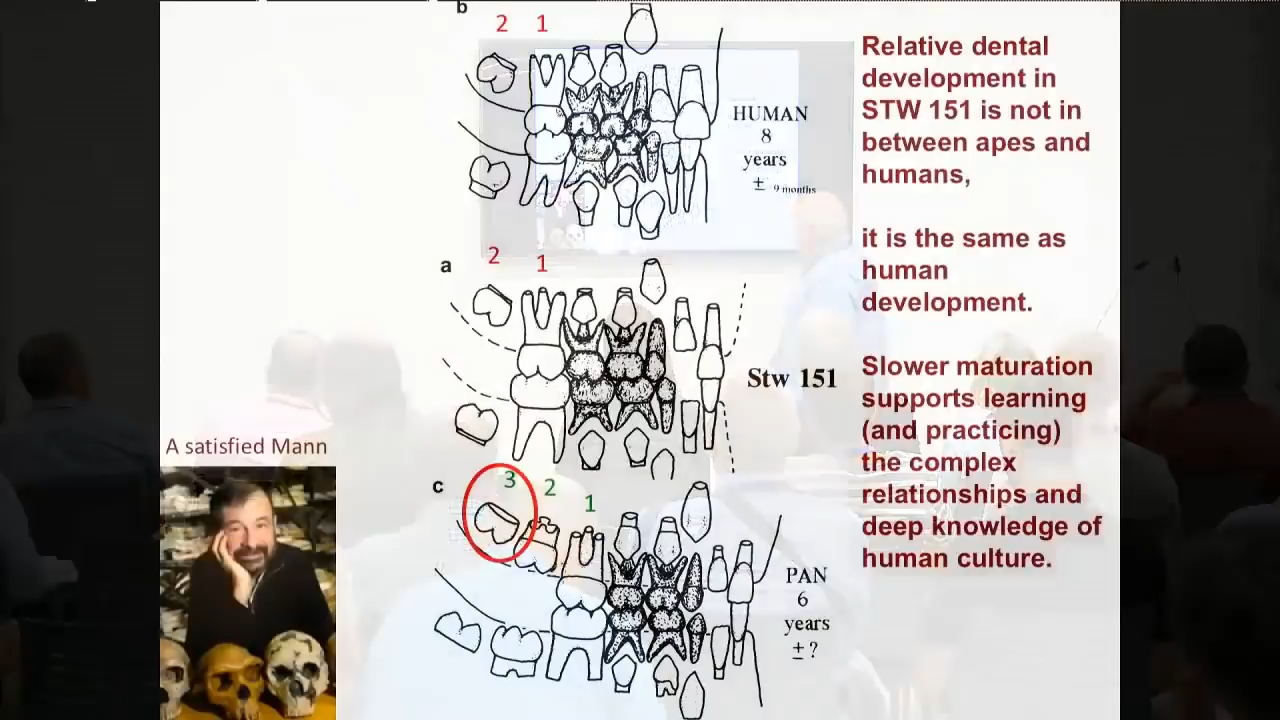 b
2 1
HUMAN
8
years
± 9 months
a
2 1
Stw 151
c
3 2 1
PAN
6
years
± ?
A satisfied Mann
Relative dental
development in
STW 151 is not in
between apes and
humans,
it is the same as
human
development.
Slower maturation
supports learning
(and practicing)
the complex
relationships and
deep knowledge of
human culture.